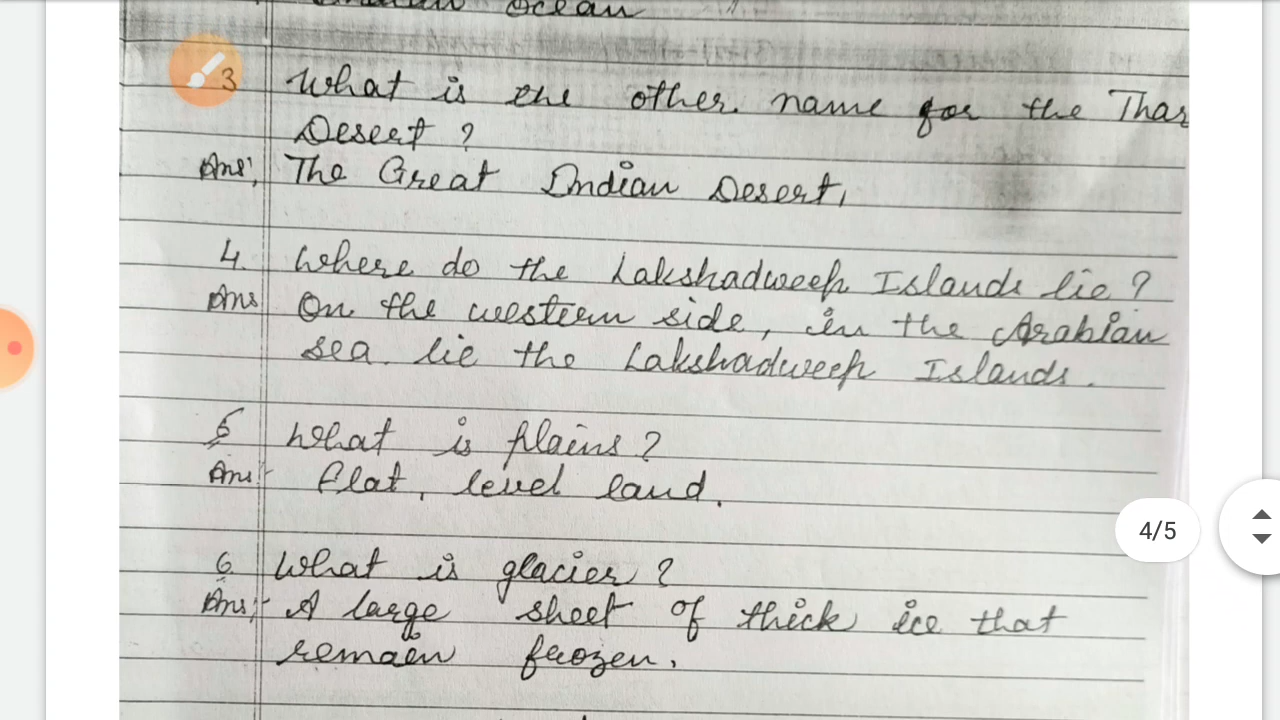 Indian Ocean
3 What is the other name for the Thar
Desert ?
Ans; The Great Indian Desert,
4. Where do the Lakshadweep Islands lie ?
Ans On the western side, in the Arabian
sea. lie the Lakshadweep Islands.
5 What is plains ?
Ans:- flat, level land.
6 What is glacier ?
Ans:- A large sheet of thick ice that
remain frozen.
4/5